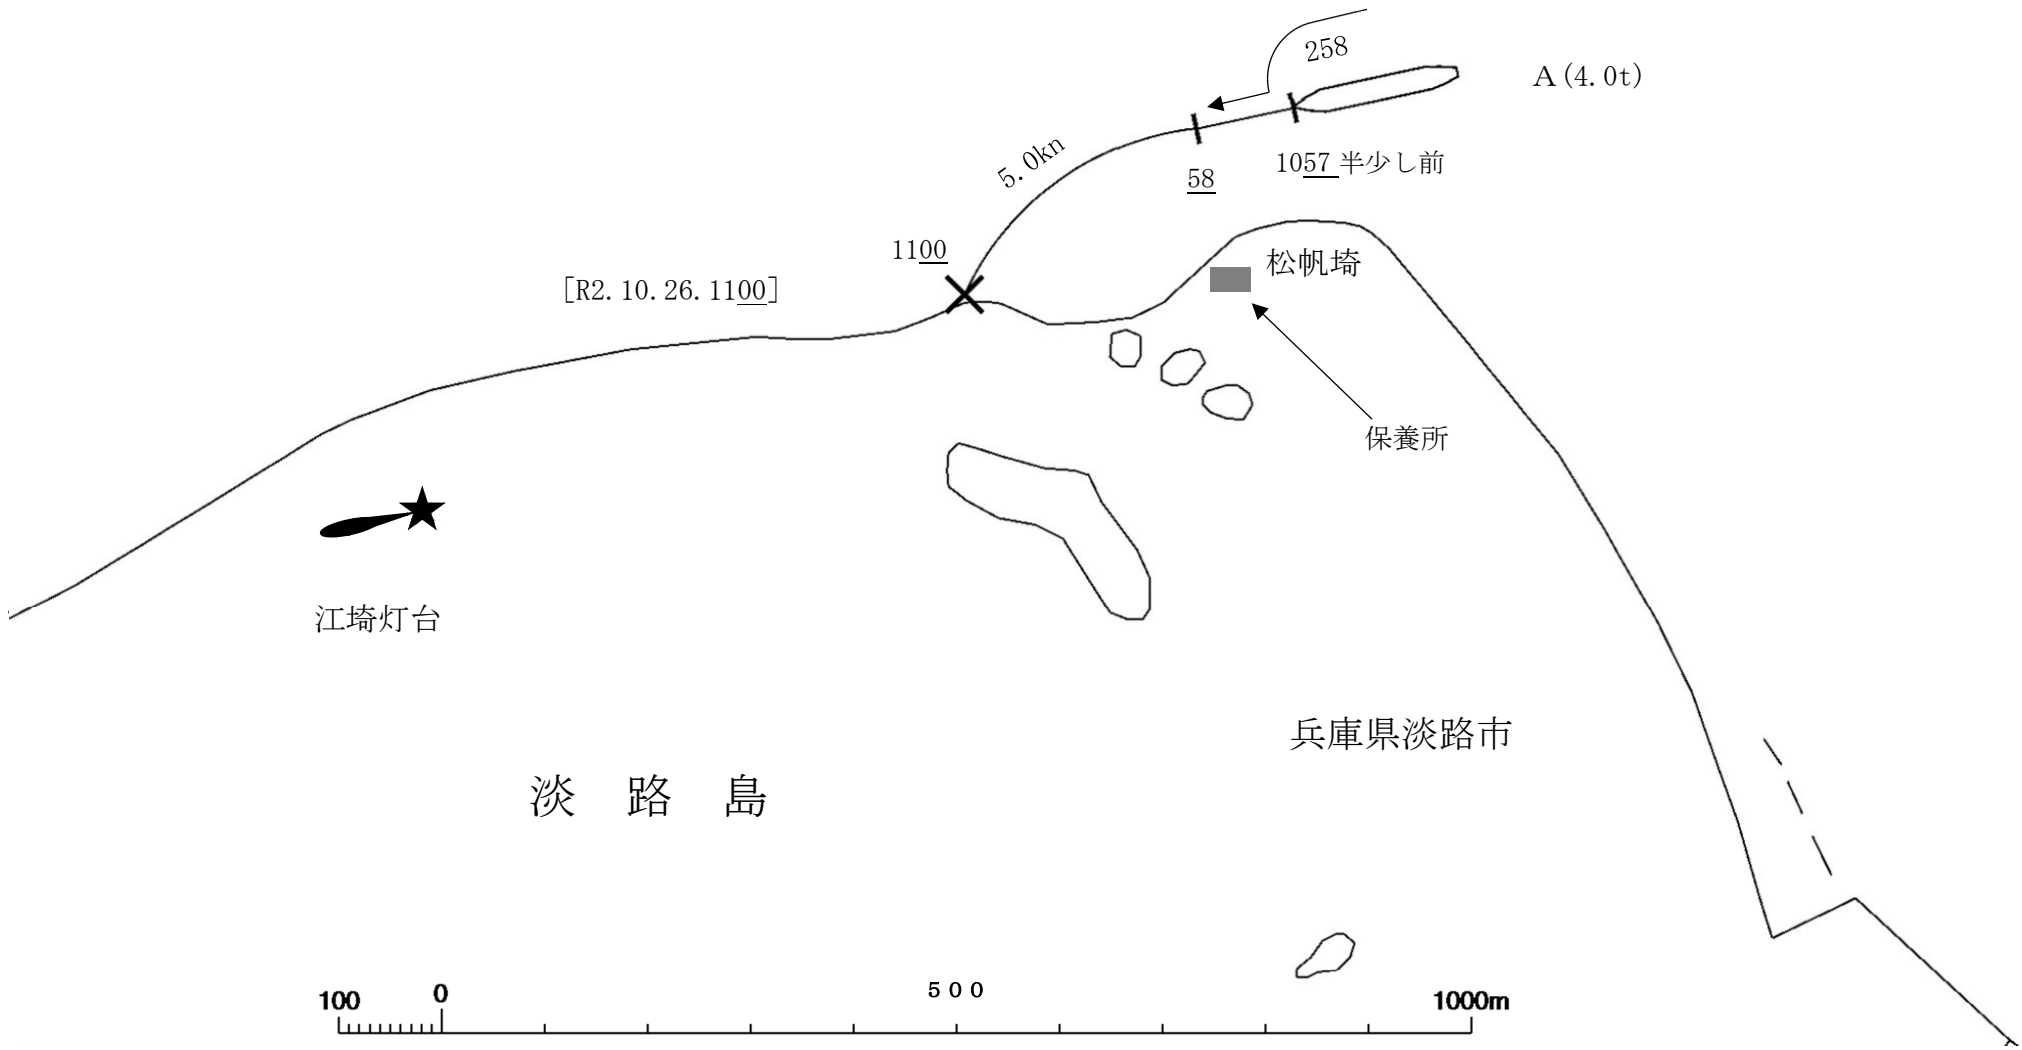 258
A(4.0t)
5.0kn
1057半少し前
58
1100
[R2.10.26.1100]
松帆埼
保養所
江埼灯台
兵庫県淡路市
淡路島
100 0 500 1000m